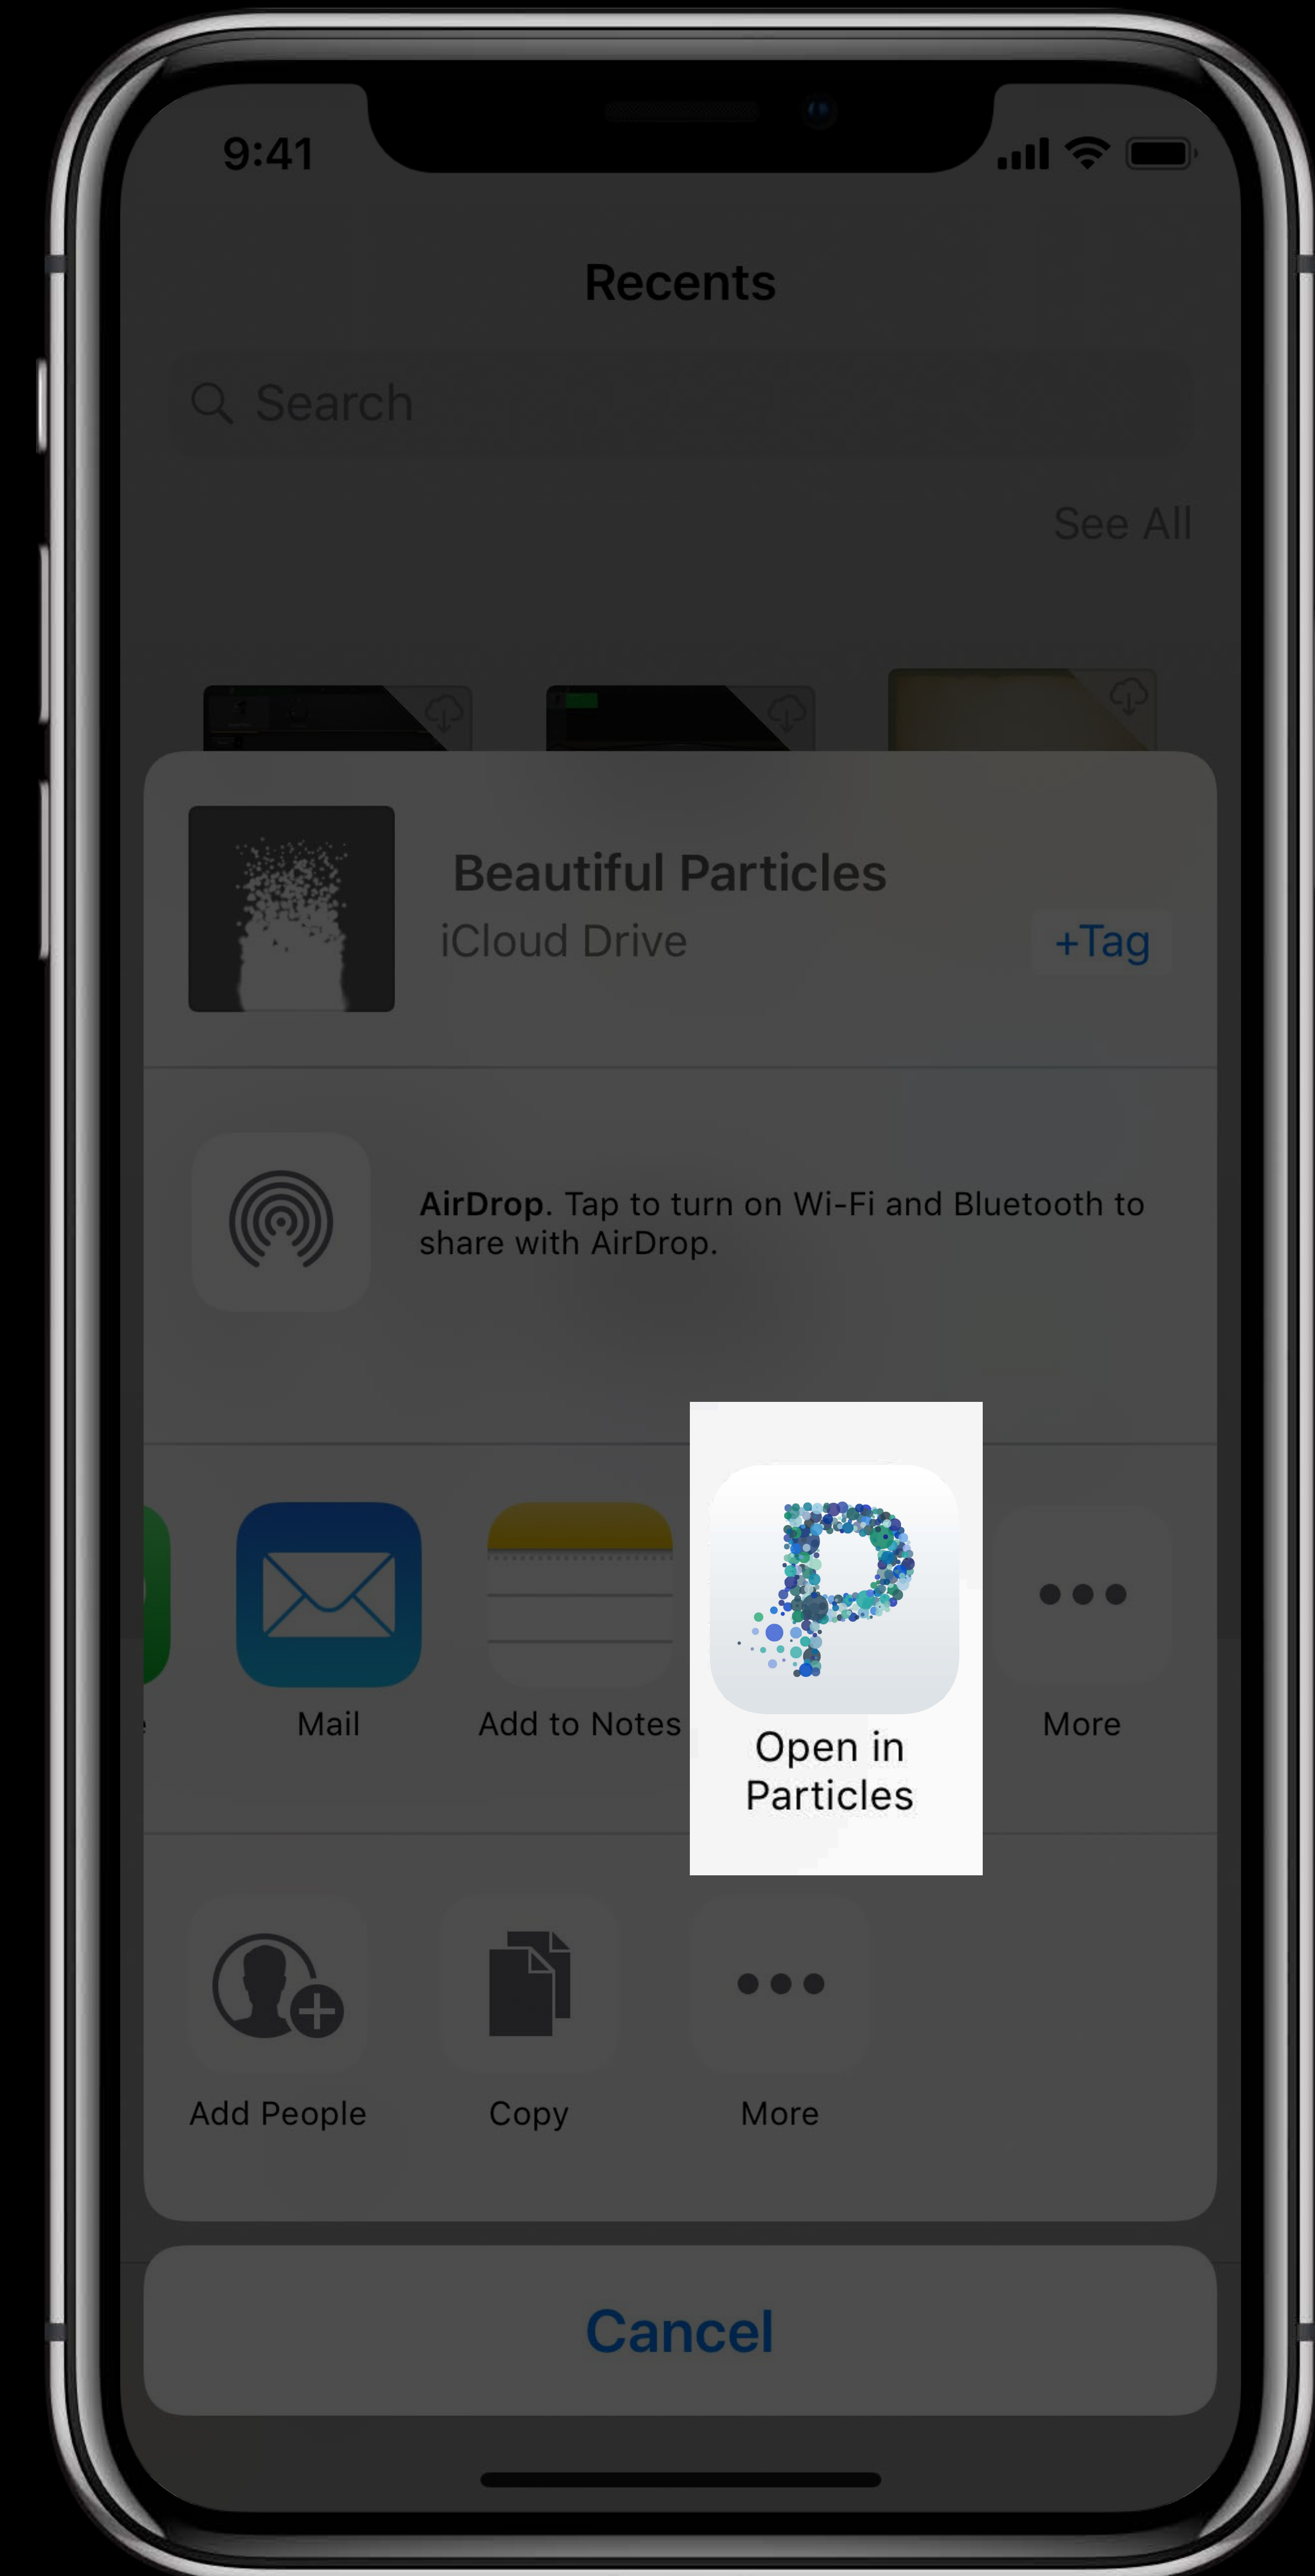 9:41
Recents
Search
See All
Beautiful Particles
iCloud Drive
+Tag
AirDrop. Tap to turn on Wi-Fi and Bluetooth to
share with AirDrop.
Mail
Add to Notes
Open in
Particles
More
Add People
Copy
More
Cancel